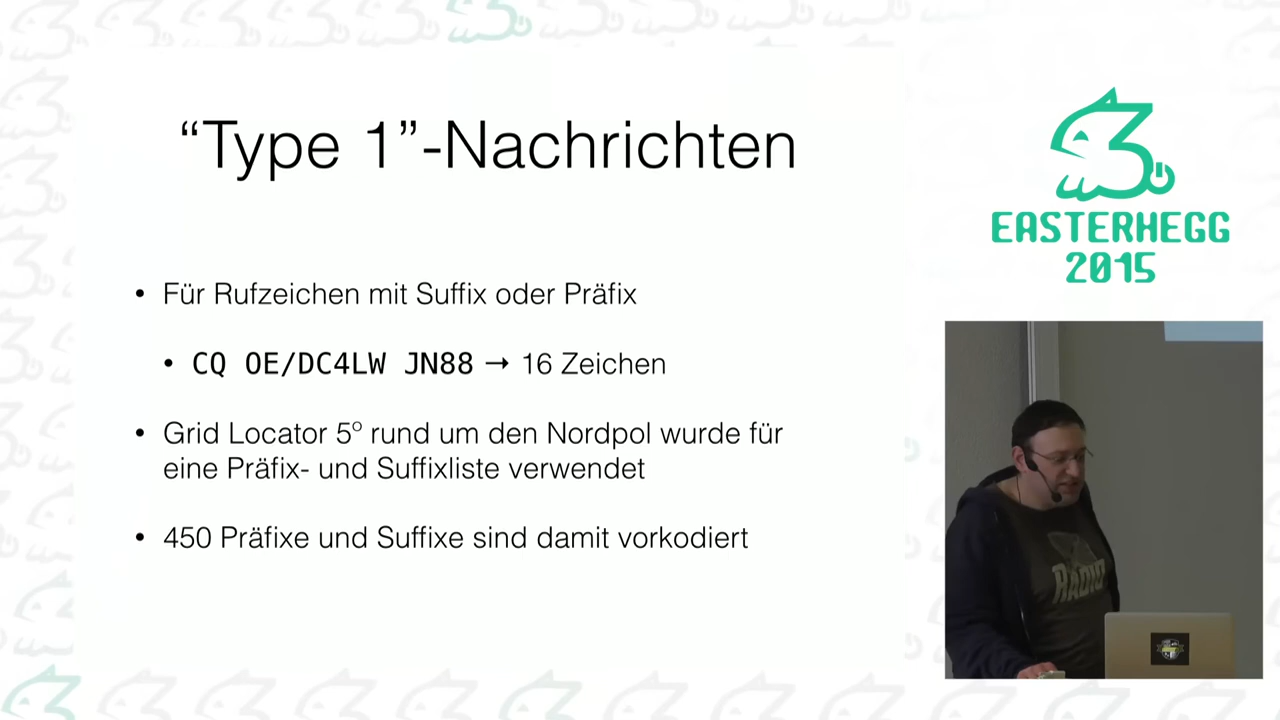 “Type 1”-Nachrichten
• Für Rufzeichen mit Suffix oder Präfix
• CQ OE/DC4LW JN88 → 16 Zeichen
• Grid Locator 5º rund um den Nordpol wurde für
eine Präfix- und Suffixliste verwendet
• 450 Präfixe und Suffixe sind damit vorkodiert
EASTERHEGG
2015
RADIO